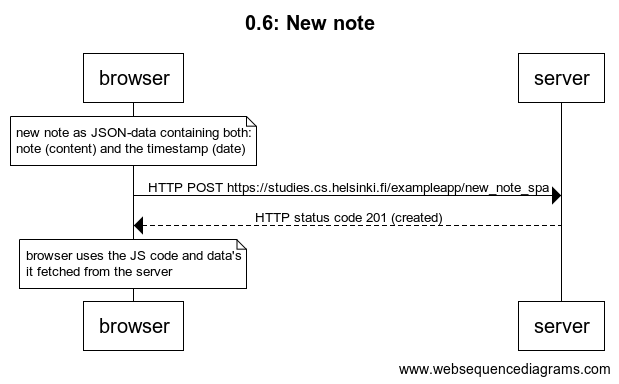 0.6: New note
browser
server
new note as JSON-data containing both:
note (content) and the timestamp (date)
HTTP POST https://studies.cs.helsinki.fi/exampleapp/new_note_spa
HTTP status code 201 (created)
browser uses the JS code and data's
it fetched from the server
browser
server
www.websequencediagrams.com